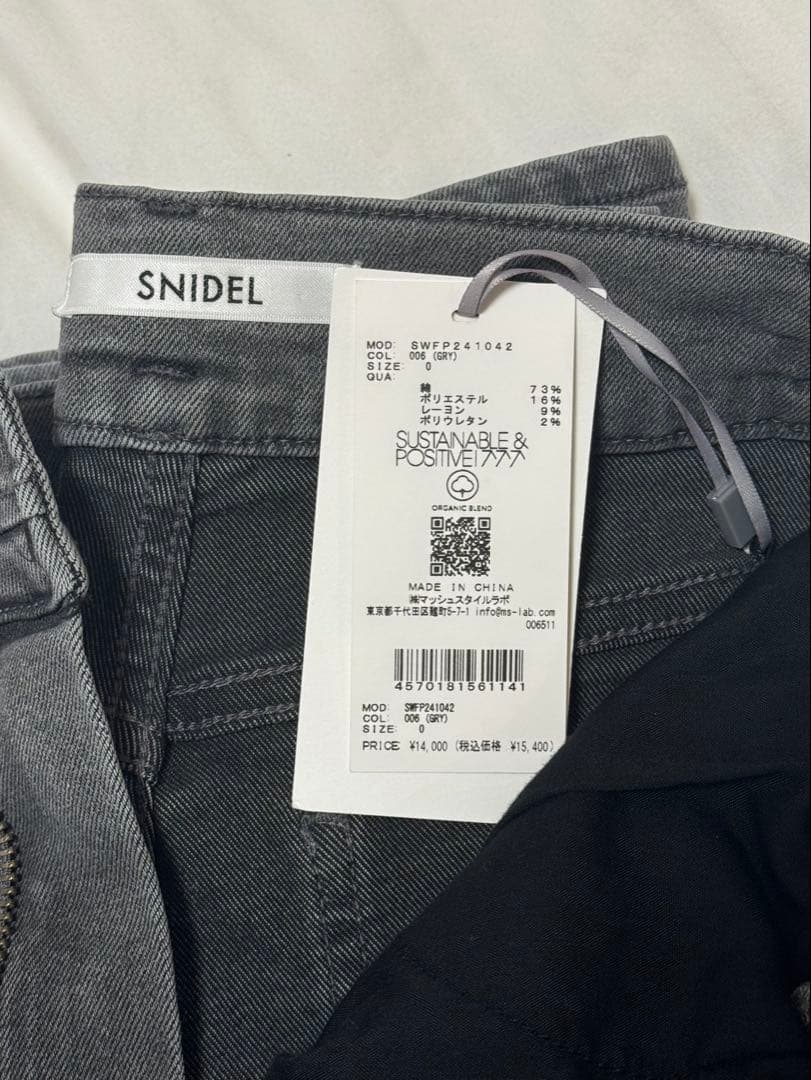 SNIDEL
MOD: SWFP241042
COL: 006 (GRY)
SIZE: 0
QUA:
綿 73%
ポリエステル 16%
レーヨン 9%
ポリウレタン 2%
SUSTAINABLE &
POSITIVE! 777
ORGANIC BLEND
MADE IN CHINA
㈱マッシュスタイルラボ
東京都千代田区麹町5-7-1 info@ms-lab.com
006511
4570181561141
MOD: SWFP241042
COL: 006 (GRY)
SIZE: 0
PRICE ¥14,000 (税込価格 ¥15,400)